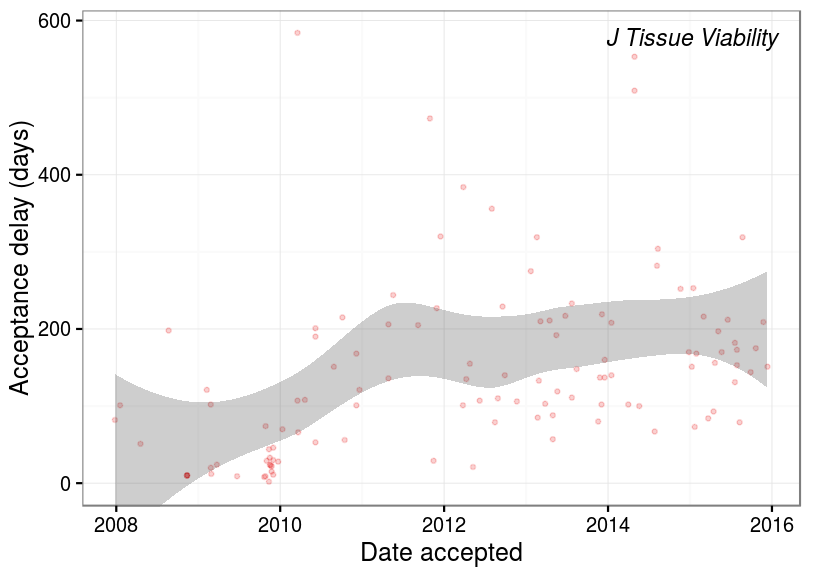 J Tissue Viability
600
400
200
0
Acceptance delay (days)
2008 2010 2012 2014 2016
Date accepted